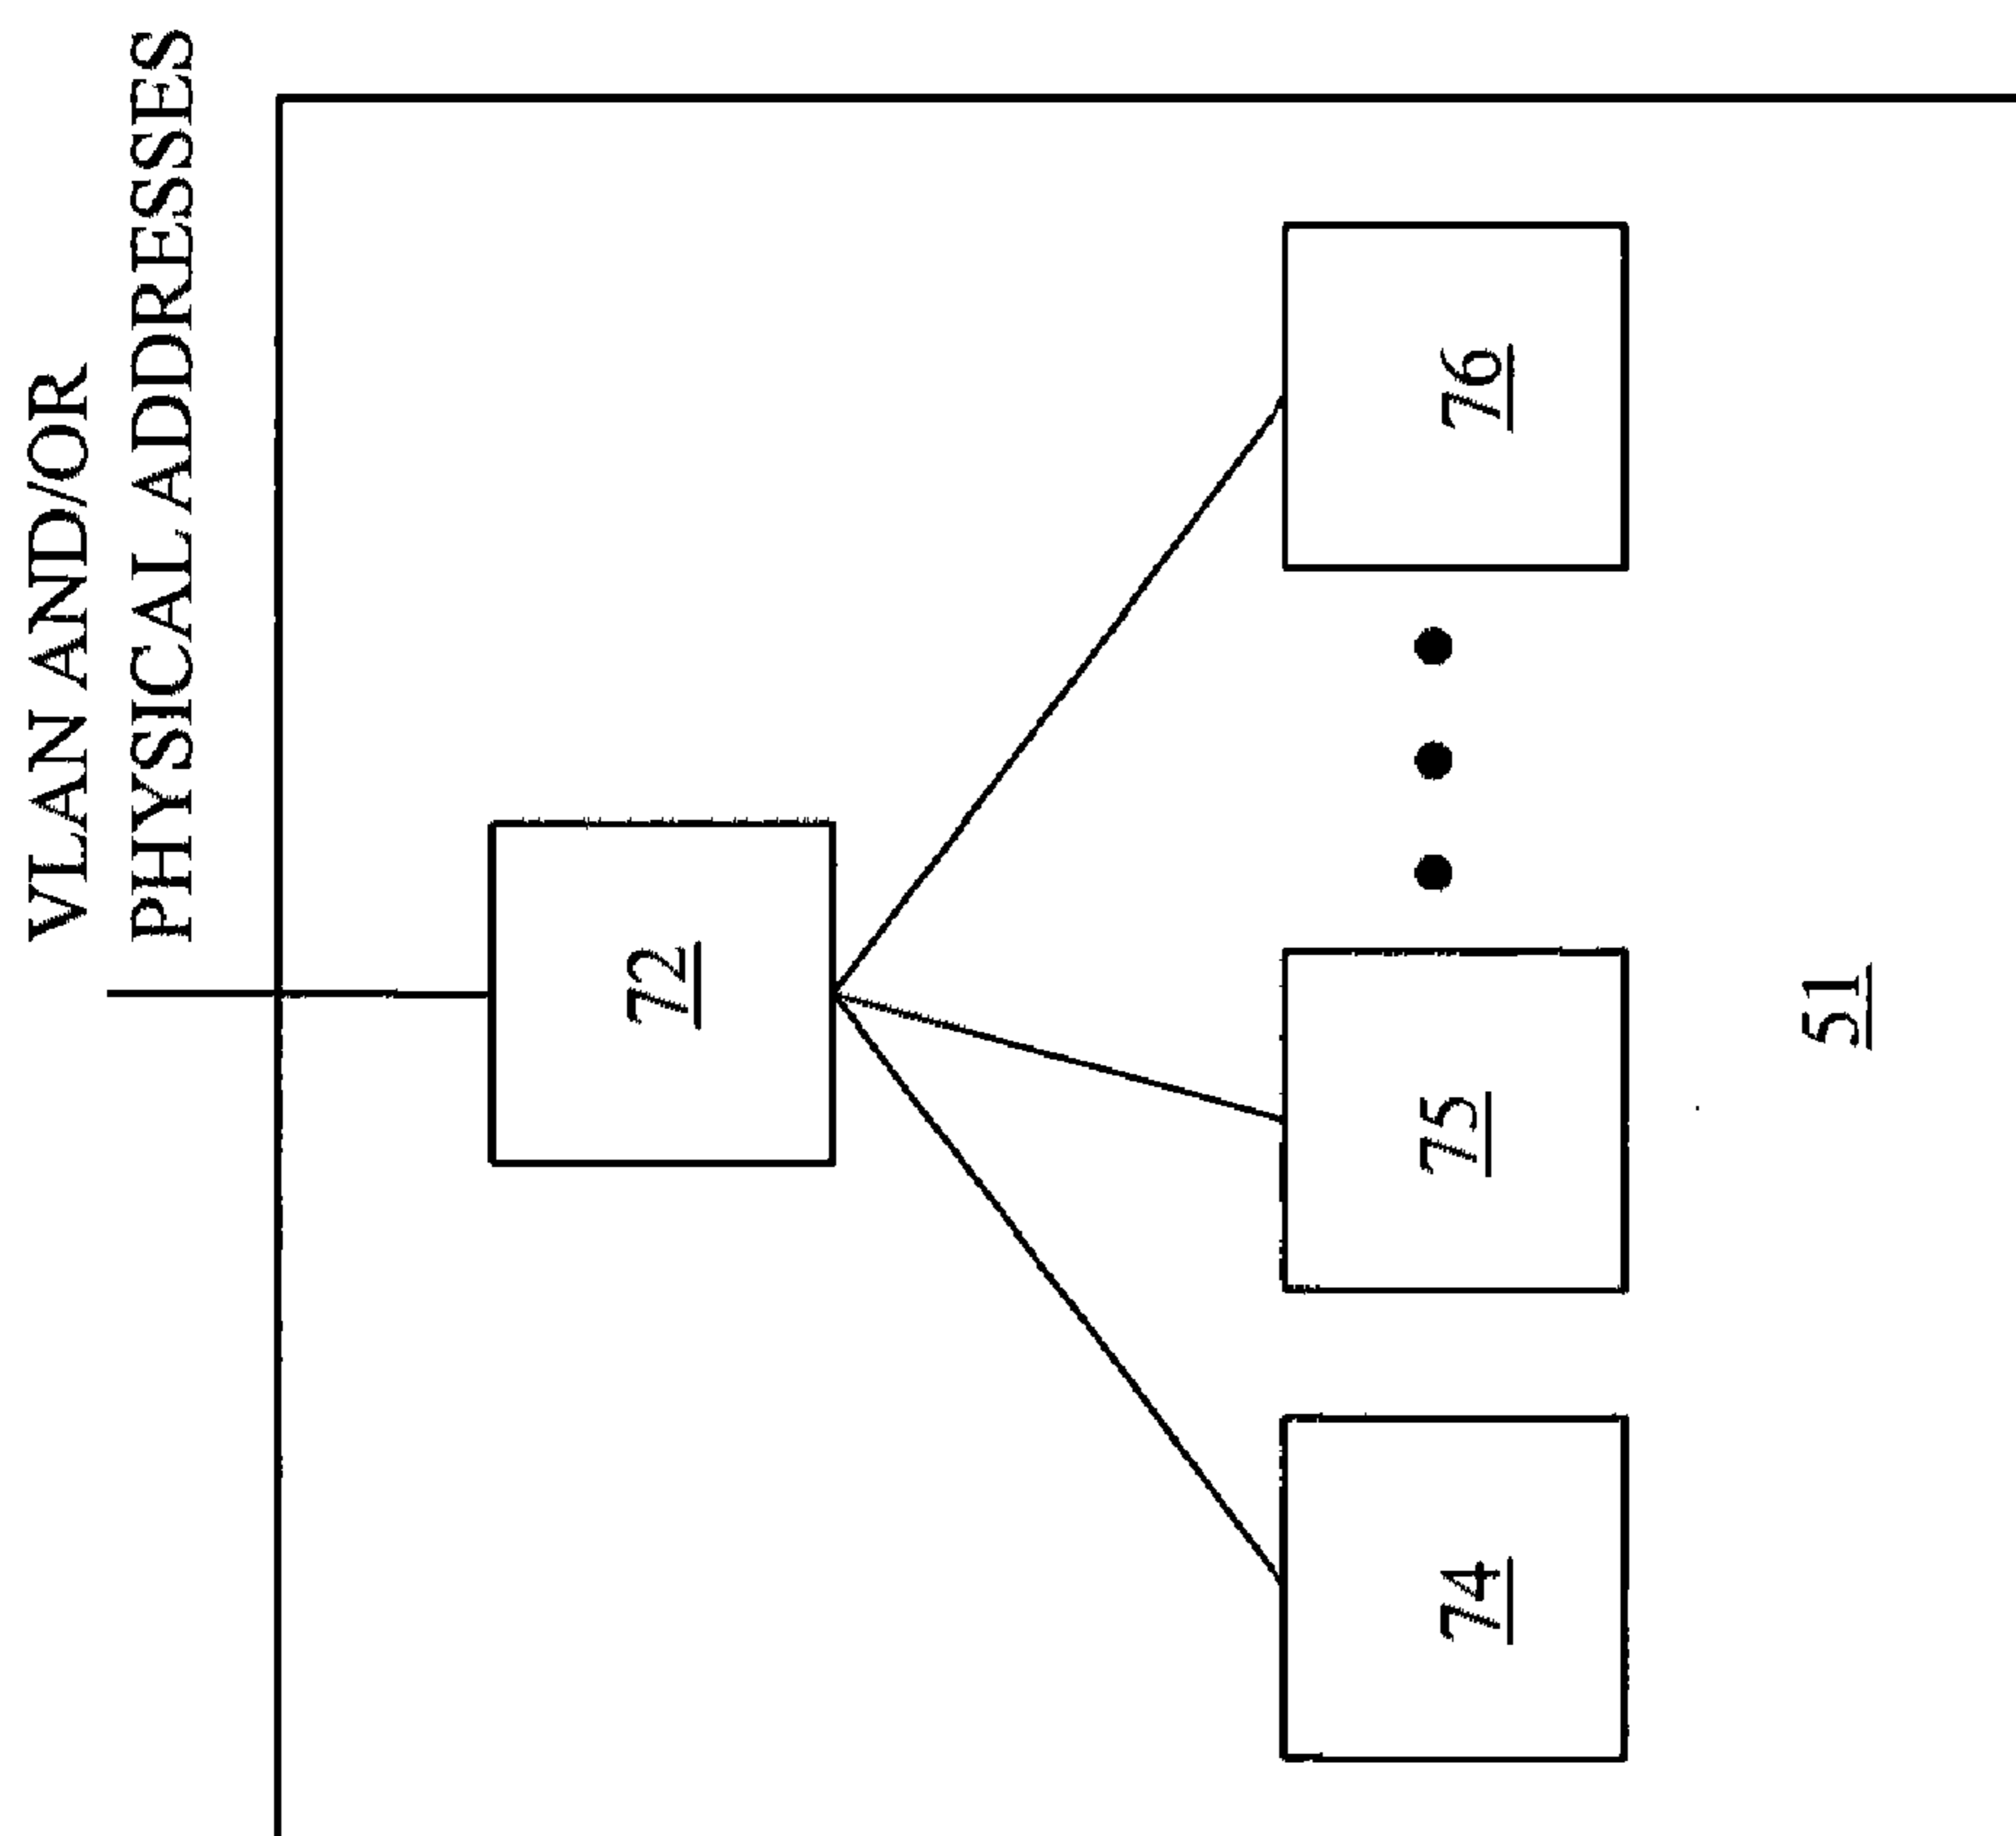 VLAN AND/OR
PHYSICAL ADDRESSES
72
74
75
76
51